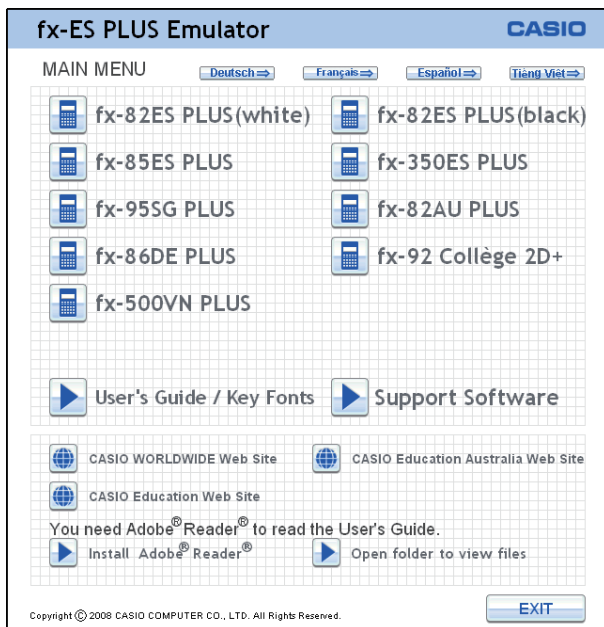 fx-ES PLUS Emulator CASIO
MAIN MENU Deutsch⇒ Français⇒ Español⇒ Tiếng Việt⇒
fx-82ES PLUS(white) fx-82ES PLUS(black)
fx-85ES PLUS fx-350ES PLUS
fx-95SG PLUS fx-82AU PLUS
fx-86DE PLUS fx-92 Collège 2D+
fx-500VN PLUS
User's Guide / Key Fonts Support Software
CASIO WORLDWIDE Web Site CASIO Education Australia Web Site
CASIO Education Web Site
You need Adobe® Reader® to read the User's Guide.
Install Adobe® Reader® Open folder to view files
Copyright © 2008 CASIO COMPUTER CO., LTD. All Rights Reserved. EXIT